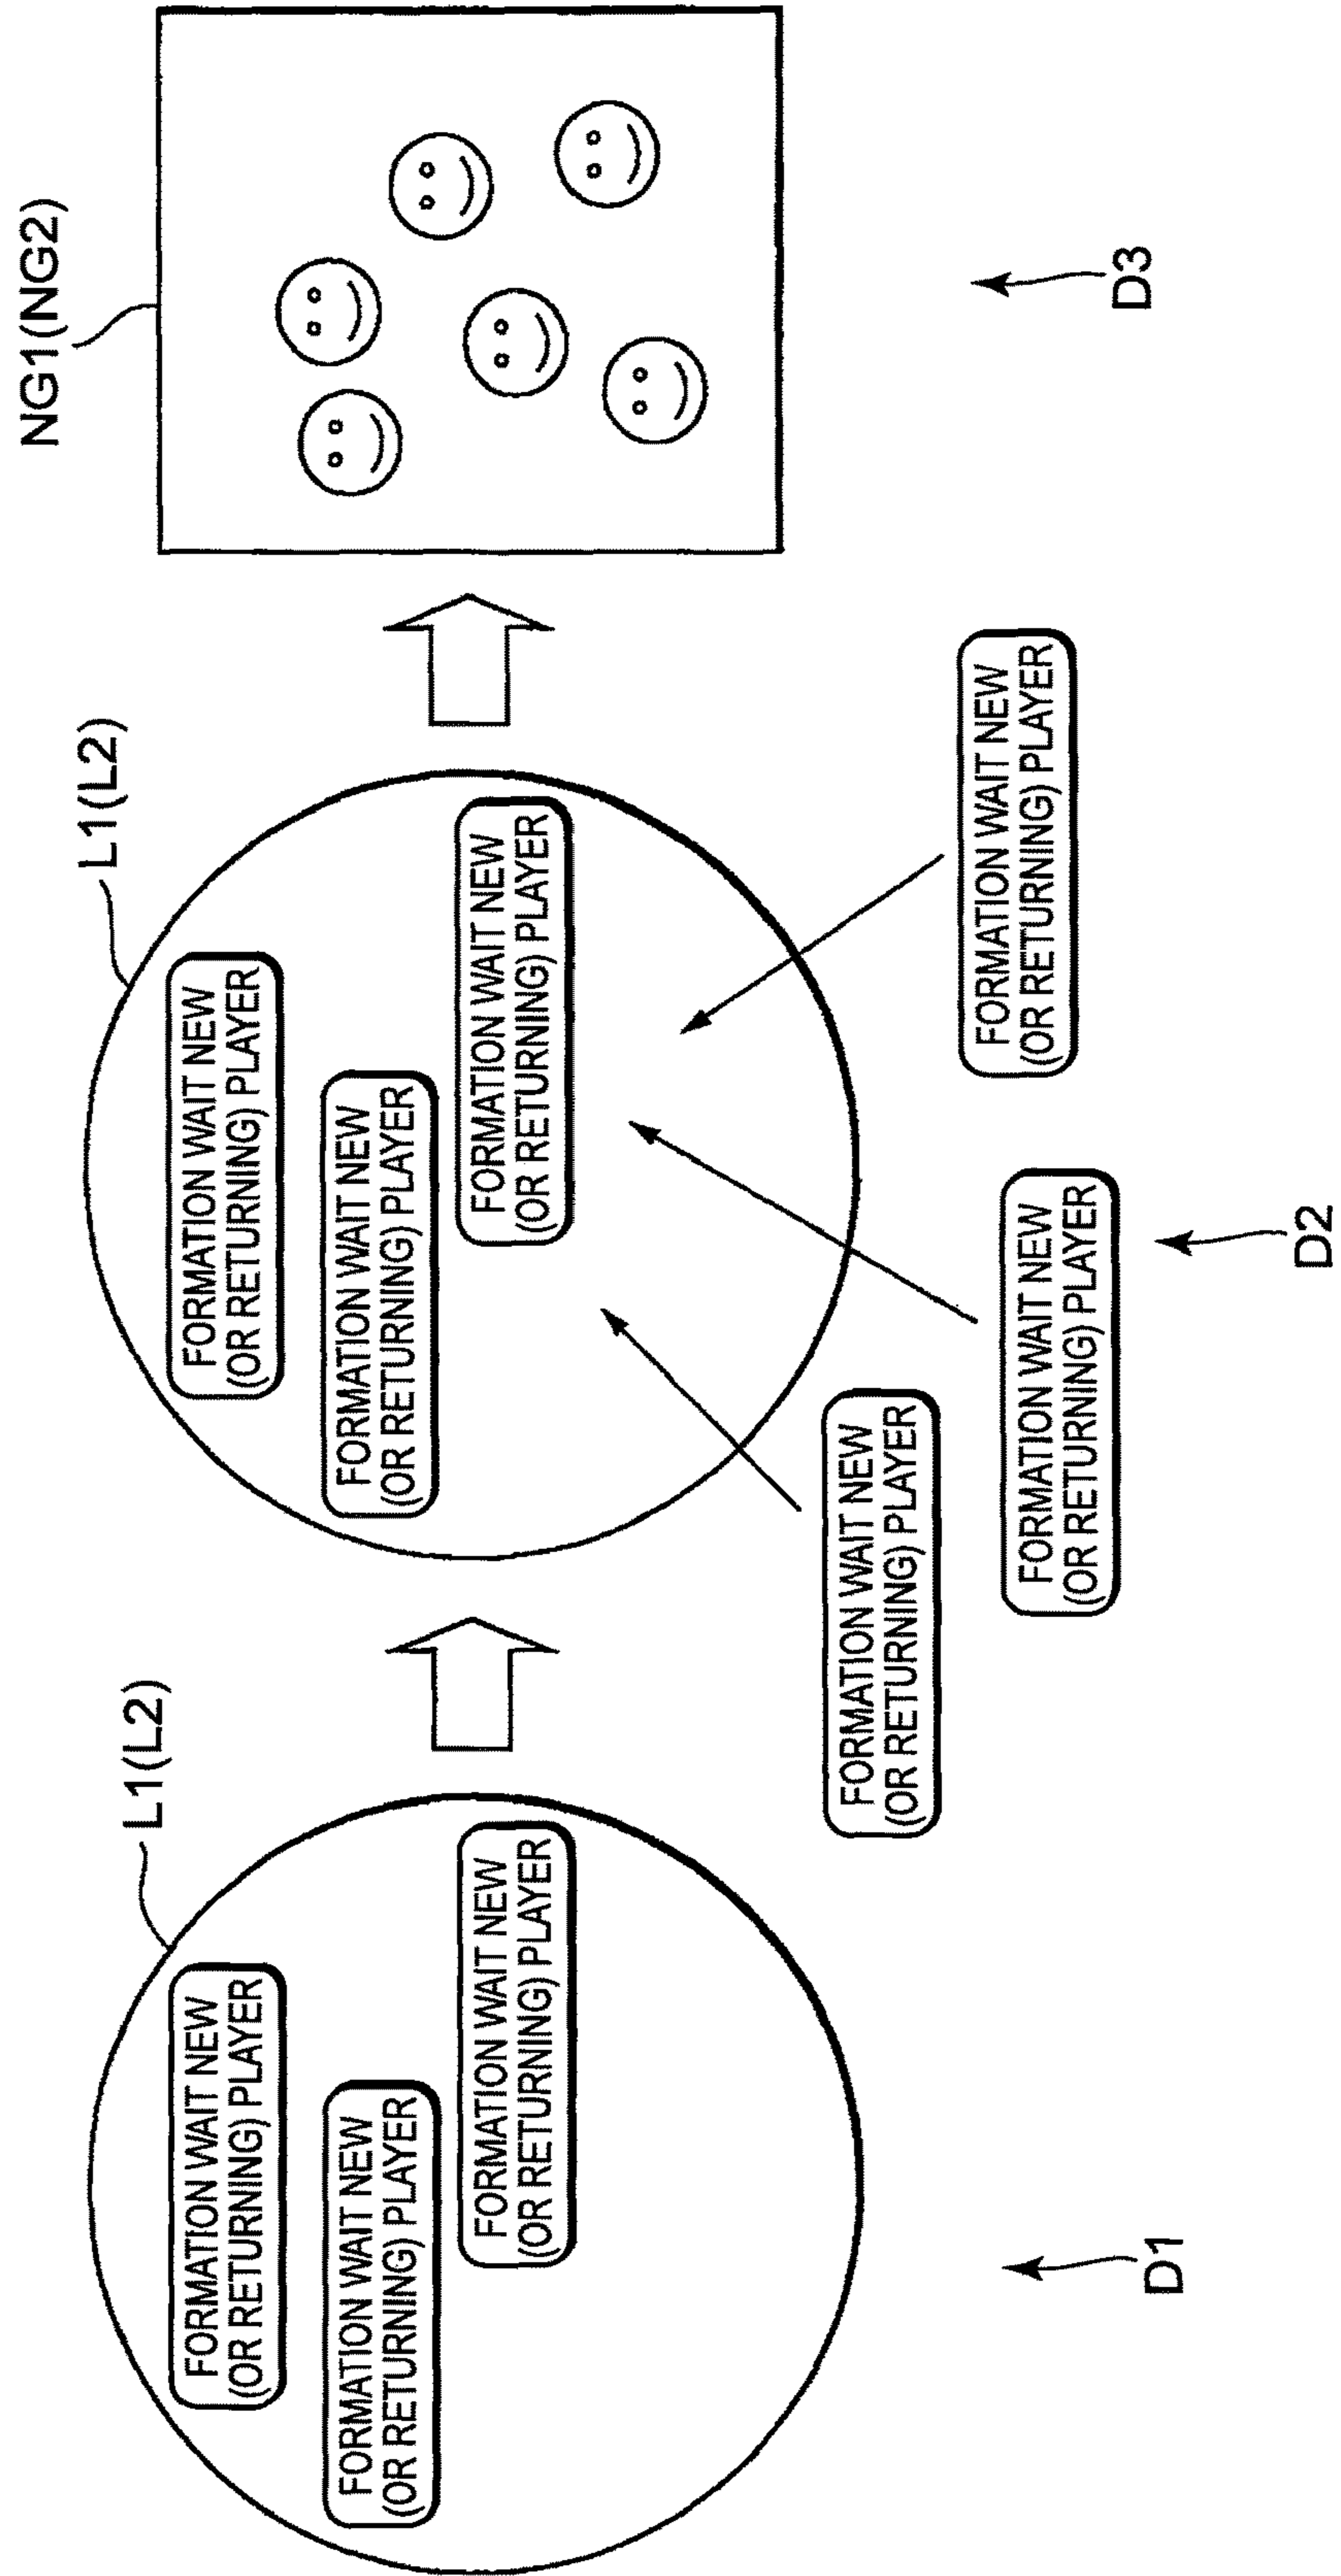 L1(L2)
FORMATION WAIT NEW
(OR RETURNING) PLAYER
FORMATION WAIT NEW
(OR RETURNING) PLAYER
FORMATION WAIT NEW
(OR RETURNING) PLAYER
D1
L1(L2)
FORMATION WAIT NEW
(OR RETURNING) PLAYER
FORMATION WAIT NEW
(OR RETURNING) PLAYER
FORMATION WAIT NEW
(OR RETURNING) PLAYER
FORMATION WAIT NEW
(OR RETURNING) PLAYER
FORMATION WAIT NEW
(OR RETURNING) PLAYER
FORMATION WAIT NEW
(OR RETURNING) PLAYER
D2
NG1(NG2)
D3